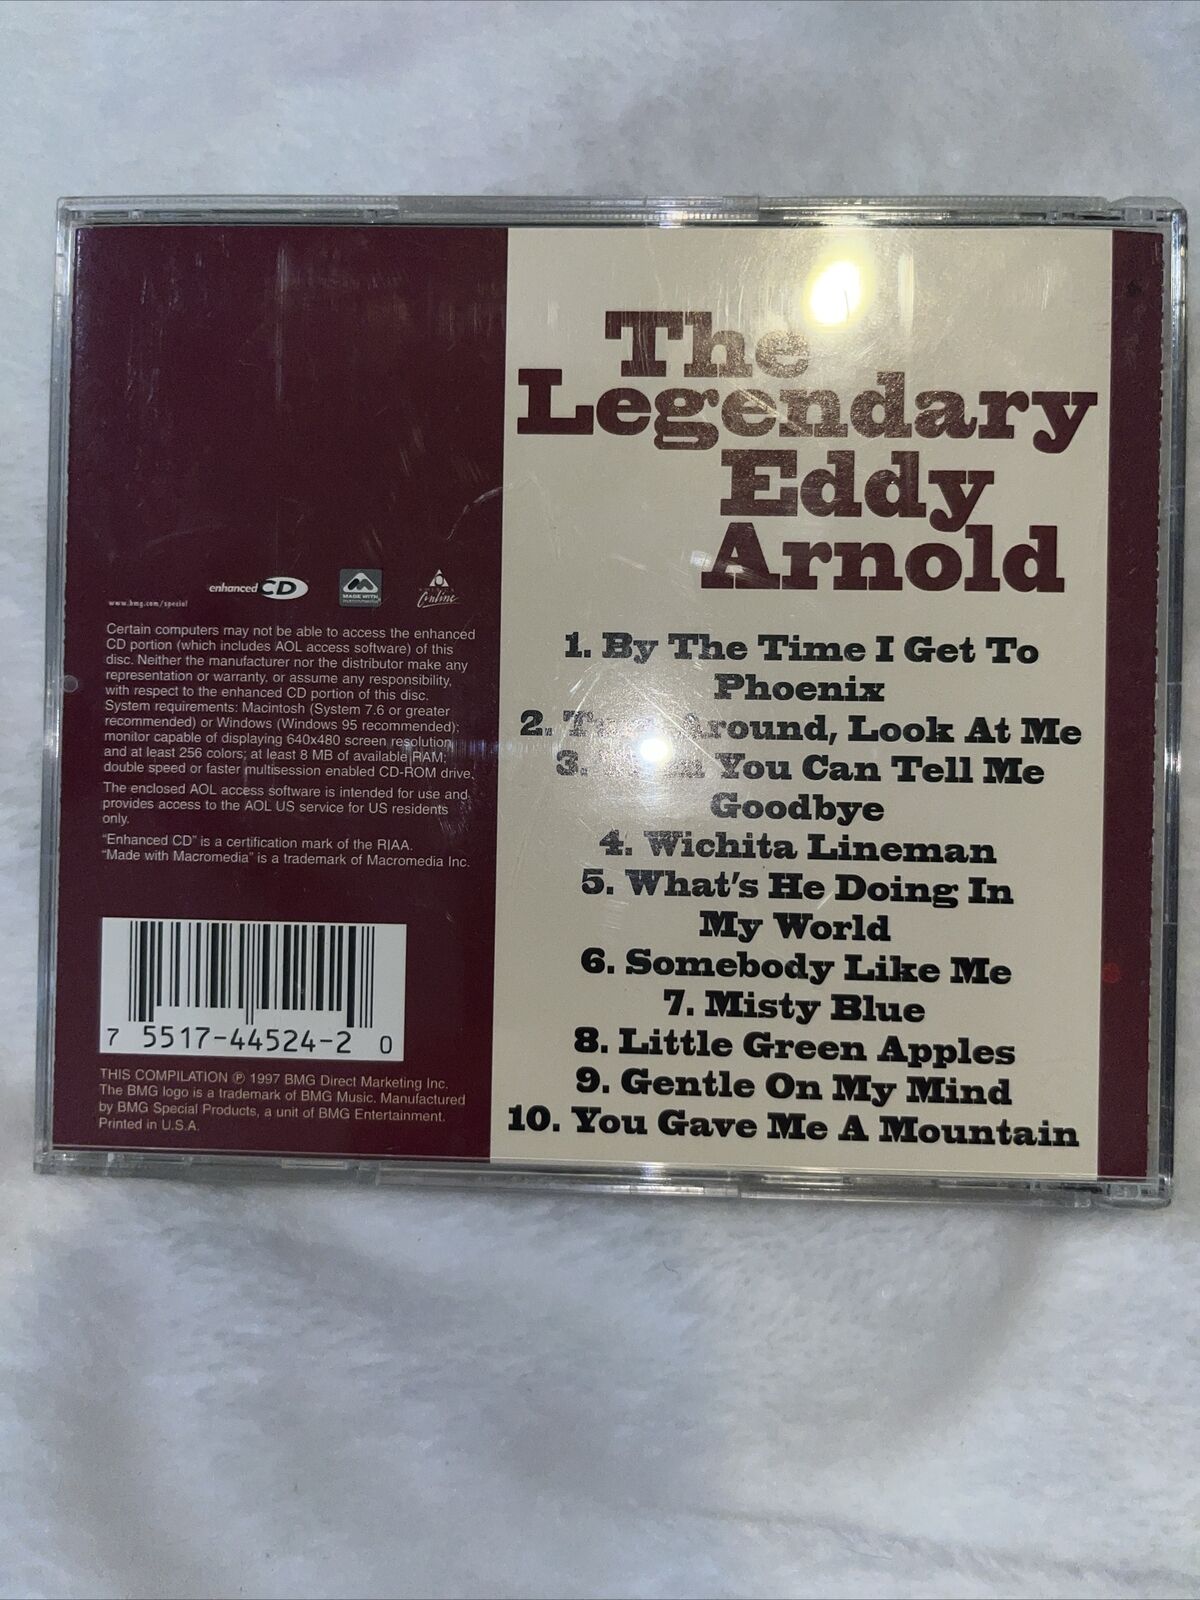 The
Legendary
Eddy
Arnold
1. By The Time I Get To
Phoenix
2. Around, Look At Me
3. You Can Tell Me
Goodbye
4. Wichita Lineman
5. What's He Doing In
My World
6. Somebody Like Me
7. Misty Blue
8. Little Green Apples
9. Gentle On My Mind
10. You Gave Me A Mountain
www.bmg.com/special
enhanced CD
MADE WITH
Online
Certain computers may not be able to access the enhanced
CD portion (which includes AOL access software) of this
disc. Neither the manufacturer nor the distributor make any
representation or warranty, or assume any responsibility,
with respect to the enhanced CD portion of this disc.
System requirements: Macintosh (System 7.6 or greater
recommended) or Windows (Windows 95 recommended);
monitor capable of displaying 640x480 screen resolution
and at least 256 colors; at least 8 MB of available RAM;
double speed or faster multisession enabled CD-ROM drive.
The enclosed AOL access software is intended for use and
provides access to the AOL US service for US residents
only.
"Enhanced CD" is a certification mark of the RIAA.
"Made with Macromedia" is a trademark of Macromedia Inc.
7 5517-44524-2 0
THIS COMPILATION ℗ 1997 BMG Direct Marketing Inc.
The BMG logo is a trademark of BMG Music. Manufactured
by BMG Special Products, a unit of BMG Entertainment.
Printed in U.S.A.